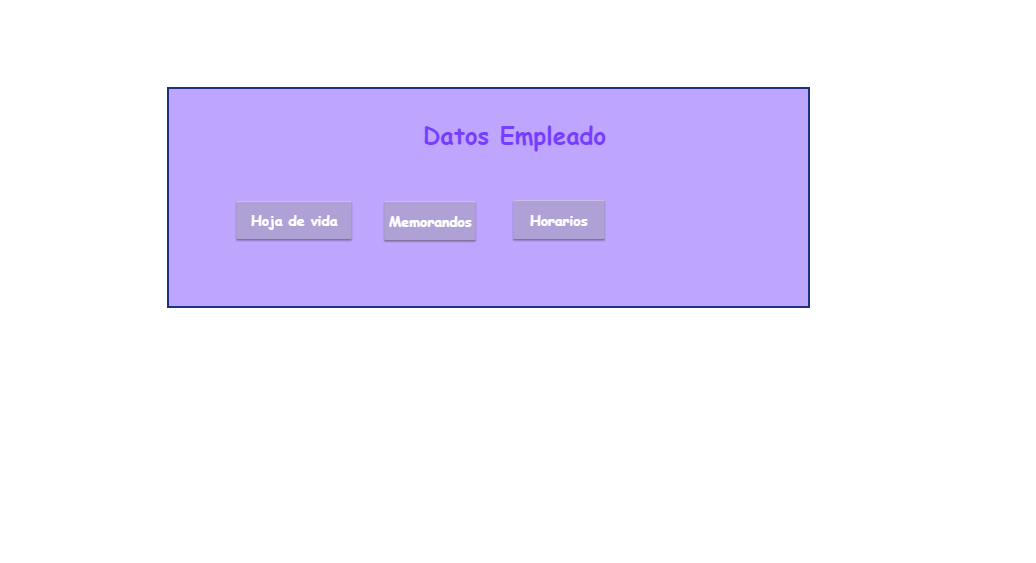 Datos Empleado
Hoja de vida
Memorandos
Horarios